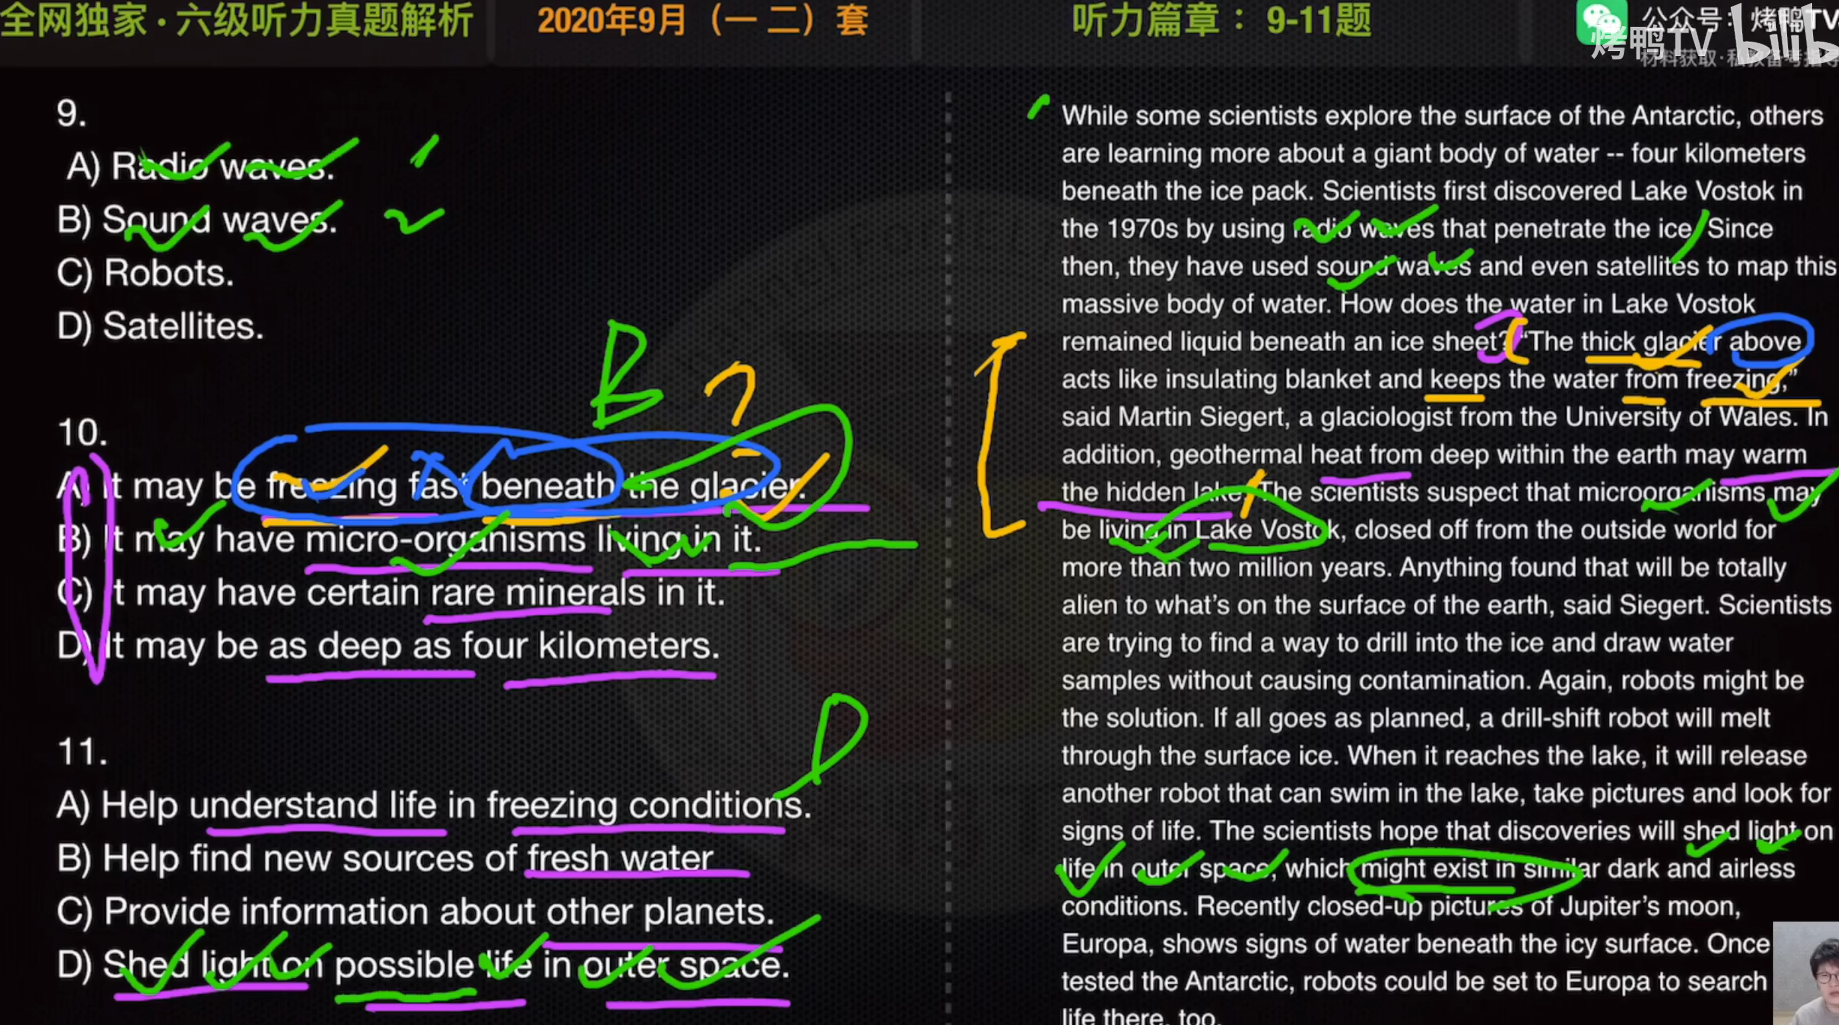 全网独家·六级听力真题解析
2020年9月（一 二）套
听力篇章：9-11题
公众号：烤鸭TV
烤鸭TV bilib
9.
A) Radio waves.
B) Sound waves.
C) Robots.
D) Satellites.
B ?
10.
A) It may be freezing fast beneath the glacier.
B) It may have micro-organisms living in it.
C) It may have certain rare minerals in it.
D) It may be as deep as four kilometers.
D
11.
A) Help understand life in freezing conditions.
B) Help find new sources of fresh water
C) Provide information about other planets.
D) Shed light on possible life in outer space.
While some scientists explore the surface of the Antarctic, others
are learning more about a giant body of water -- four kilometers
beneath the ice pack. Scientists first discovered Lake Vostok in
the 1970s by using radio waves that penetrate the ice. Since
then, they have used sound waves and even satellites to map this
massive body of water. How does the water in Lake Vostok
remained liquid beneath an ice sheet? "The thick glacier above
acts like insulating blanket and keeps the water from freezing,"
said Martin Siegert, a glaciologist from the University of Wales. In
addition, geothermal heat from deep within the earth may warm
the hidden lake. The scientists suspect that microorganisms may
be living in Lake Vostok, closed off from the outside world for
more than two million years. Anything found that will be totally
alien to what's on the surface of the earth, said Siegert. Scientists
are trying to find a way to drill into the ice and draw water
samples without causing contamination. Again, robots might be
the solution. If all goes as planned, a drill-shift robot will melt
through the surface ice. When it reaches the lake, it will release
another robot that can swim in the lake, take pictures and look for
signs of life. The scientists hope that discoveries will shed light on
life in outer space, which might exist in similar dark and airless
conditions. Recently closed-up pictures of Jupiter's moon,
Europa, shows signs of water beneath the icy surface. Once
tested the Antarctic, robots could be set to Europa to search
life there, too.